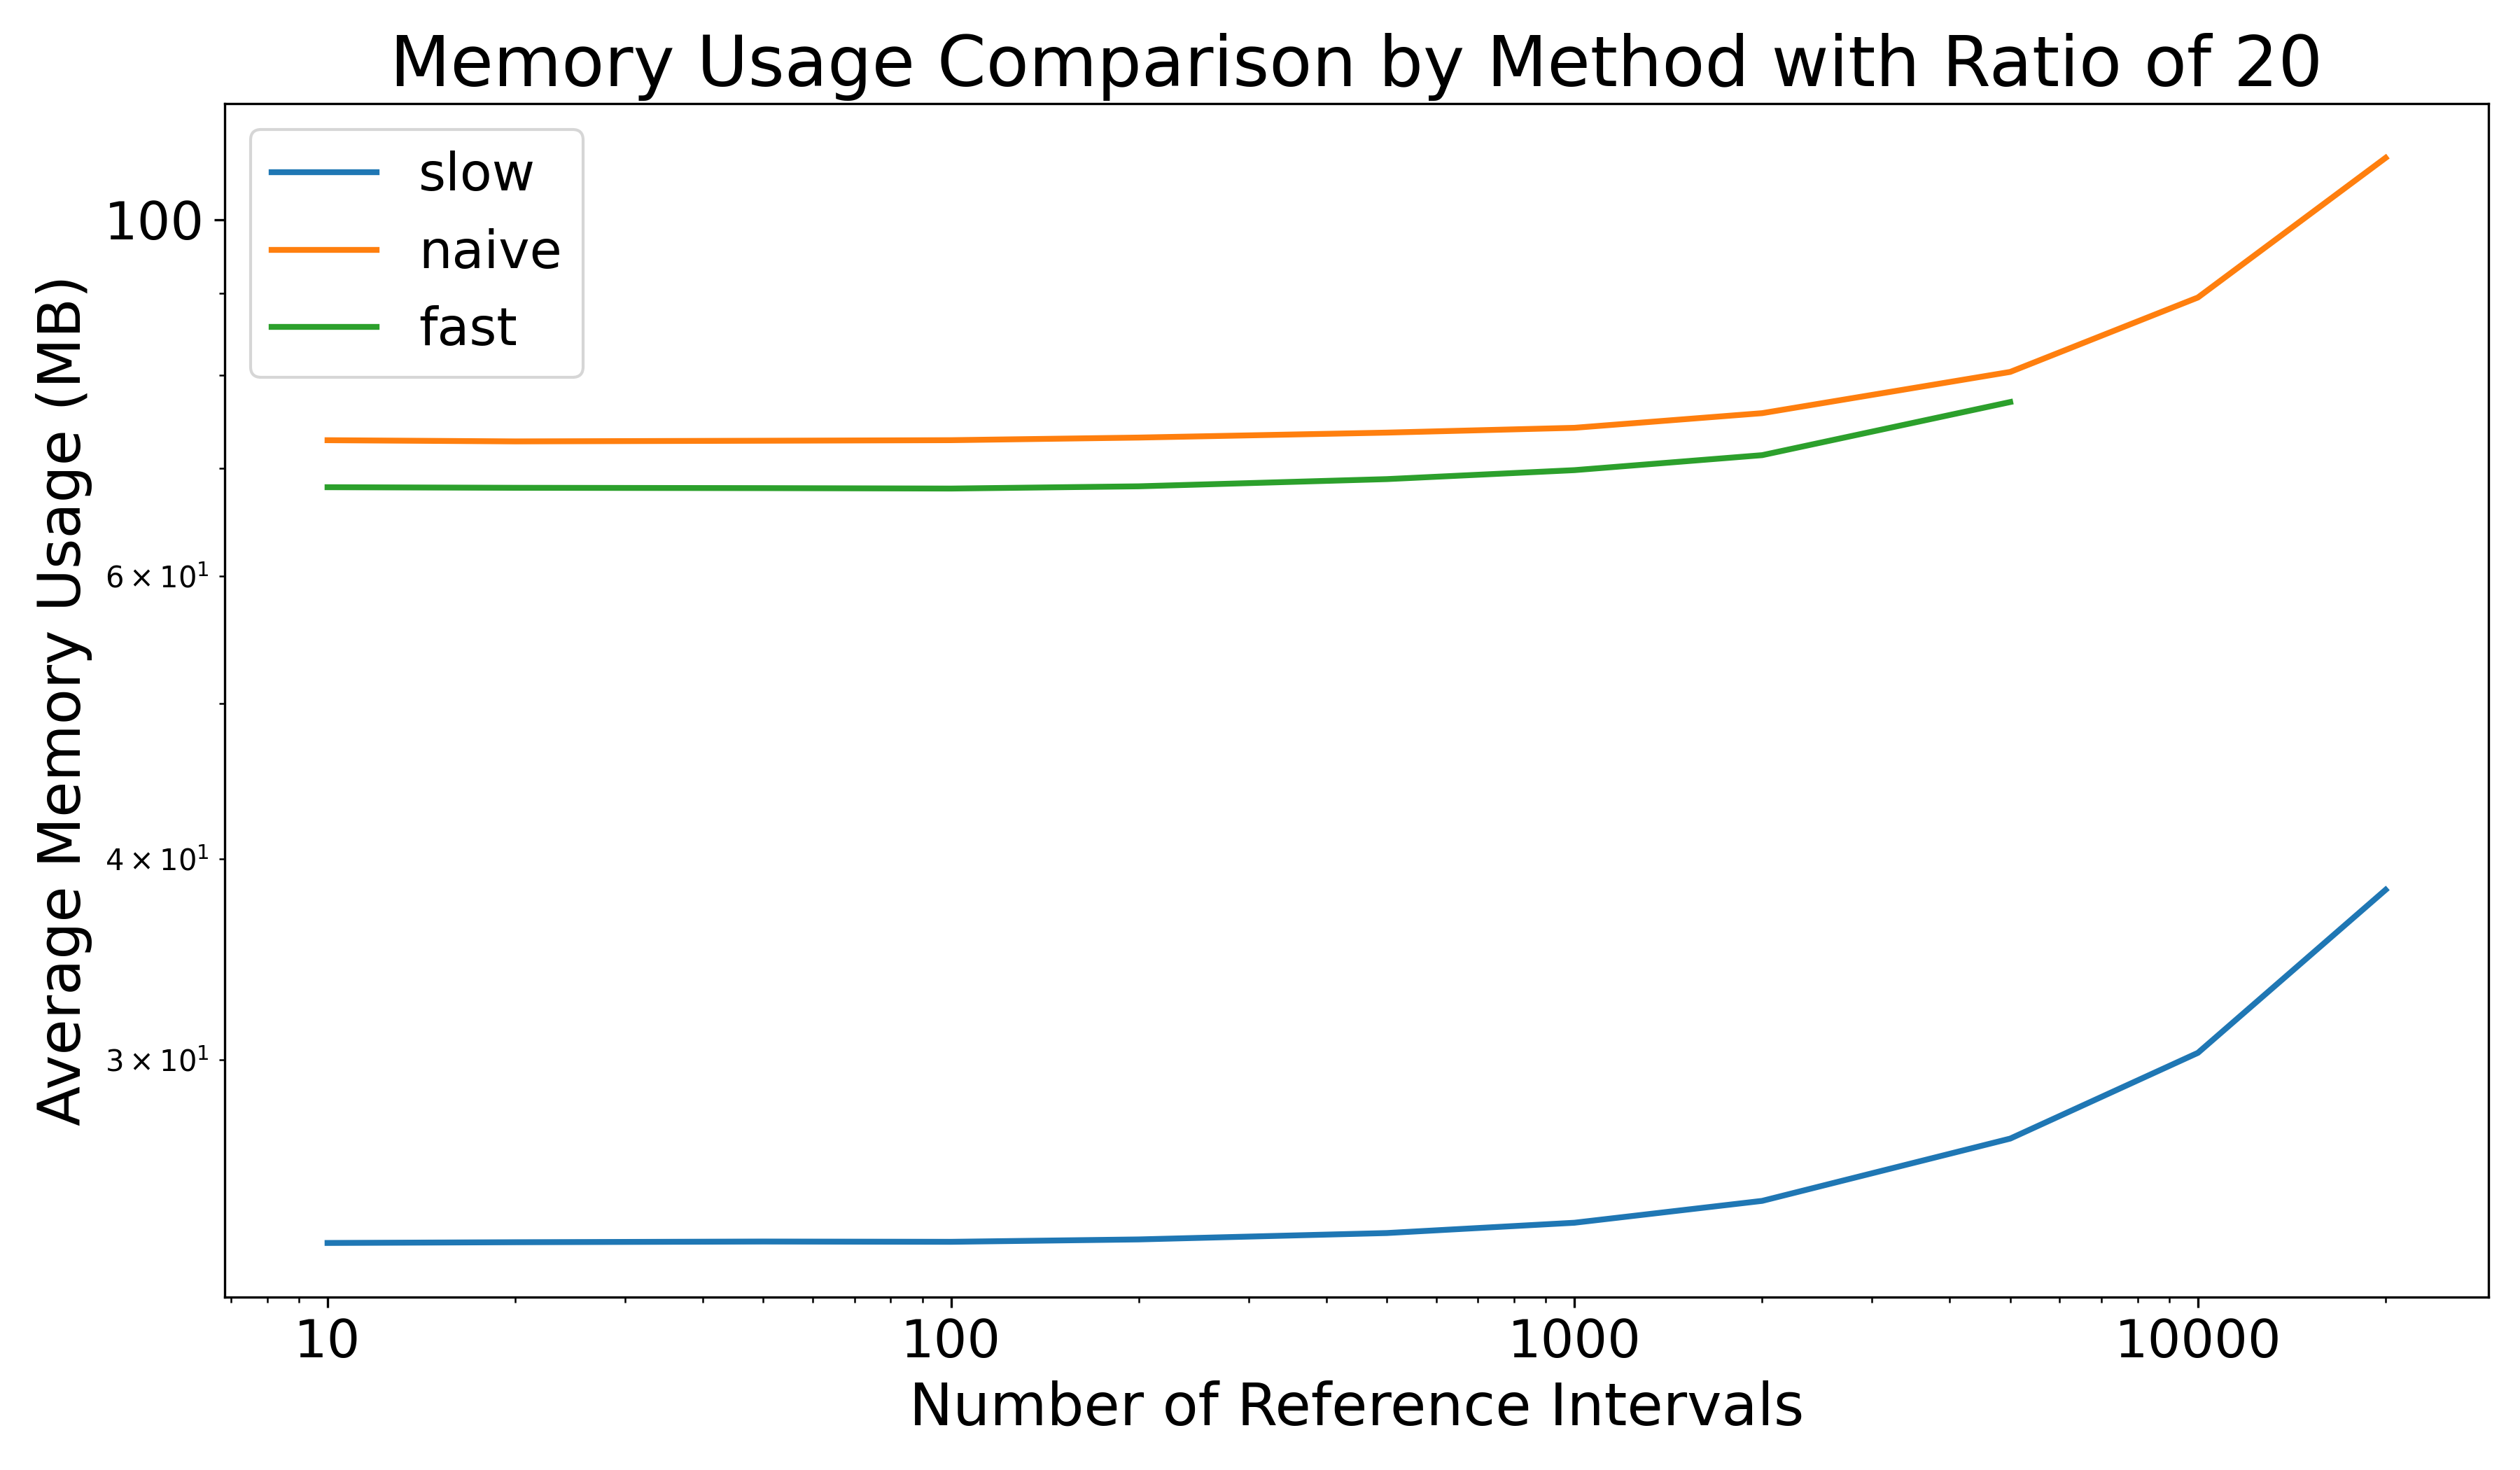 Memory Usage Comparison by Method with Ratio of 20
slow
naive
fast
Average Memory Usage (MB)
100
6 × 10¹
4 × 10¹
3 × 10¹
10
100
1000
10000
Number of Reference Intervals